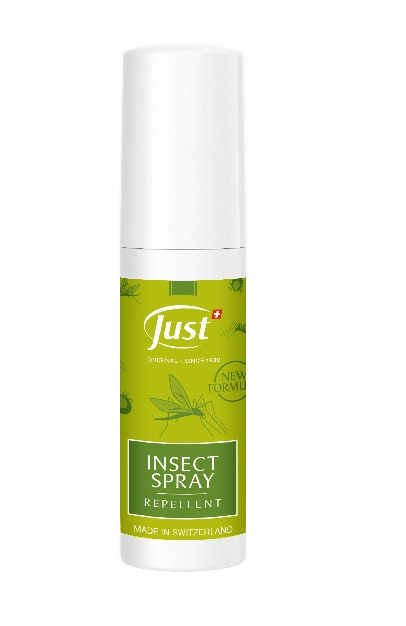 Just
ORIGINAL - SINCE 1930
NEW
FORMU
INSECT
SPRAY
REPELLENT
MADE IN SWITZERLAND